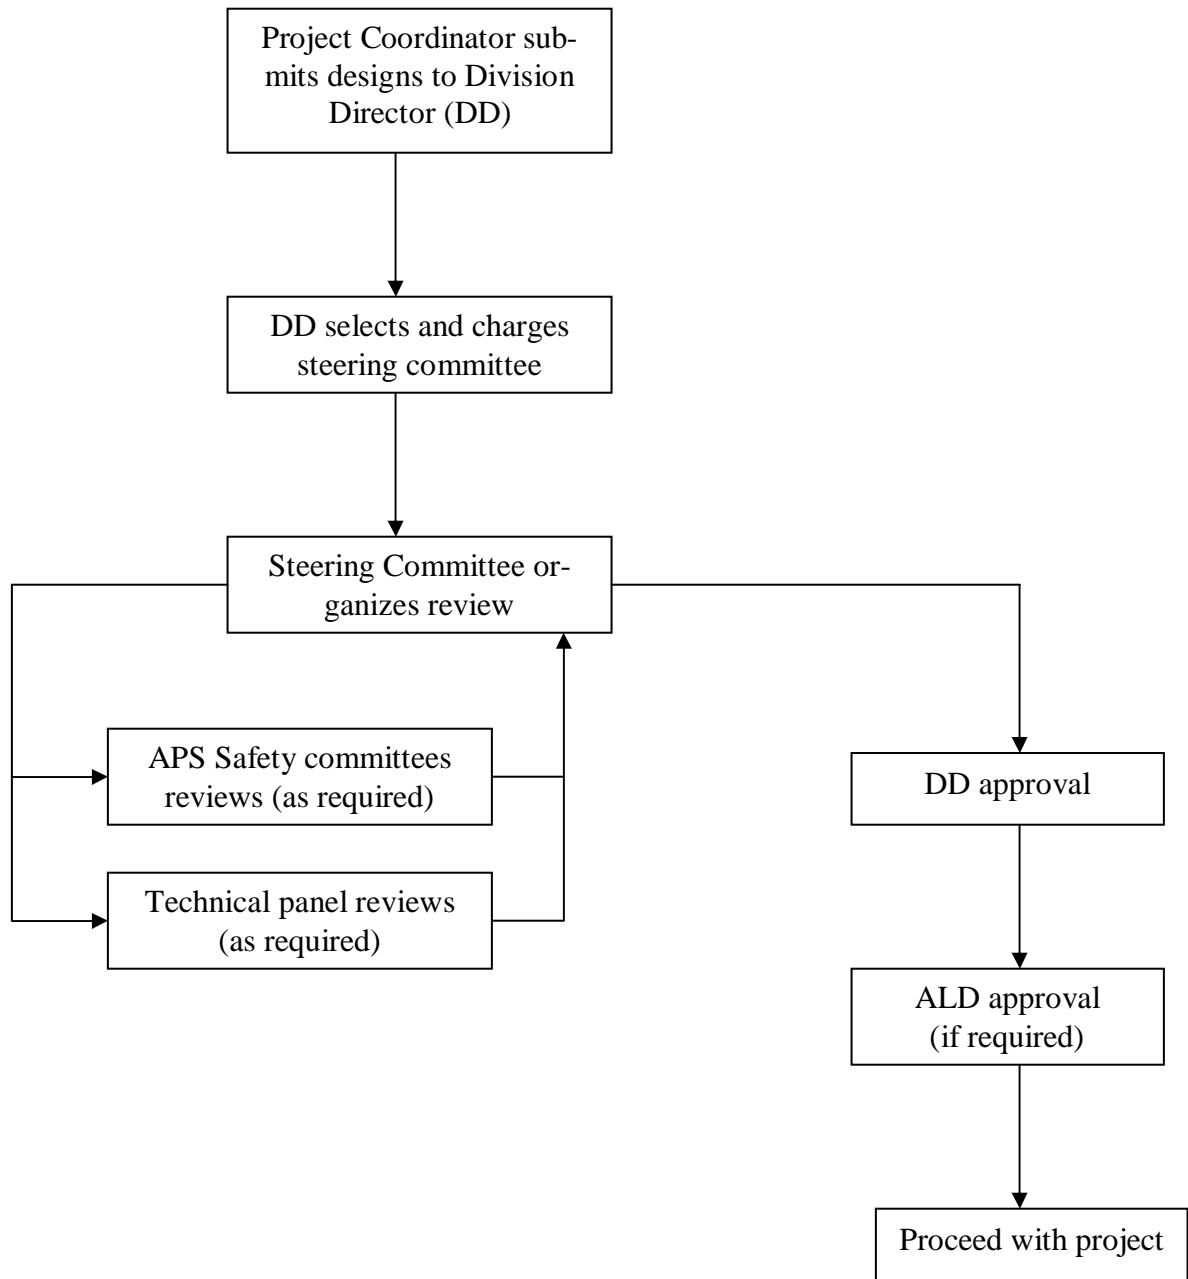 Project Coordinator sub-
mits designs to Division
Director (DD)
DD selects and charges
steering committee
Steering Committee or-
ganizes review
APS Safety committees
reviews (as required)
Technical panel reviews
(as required)
DD approval
ALD approval
(if required)
Proceed with project